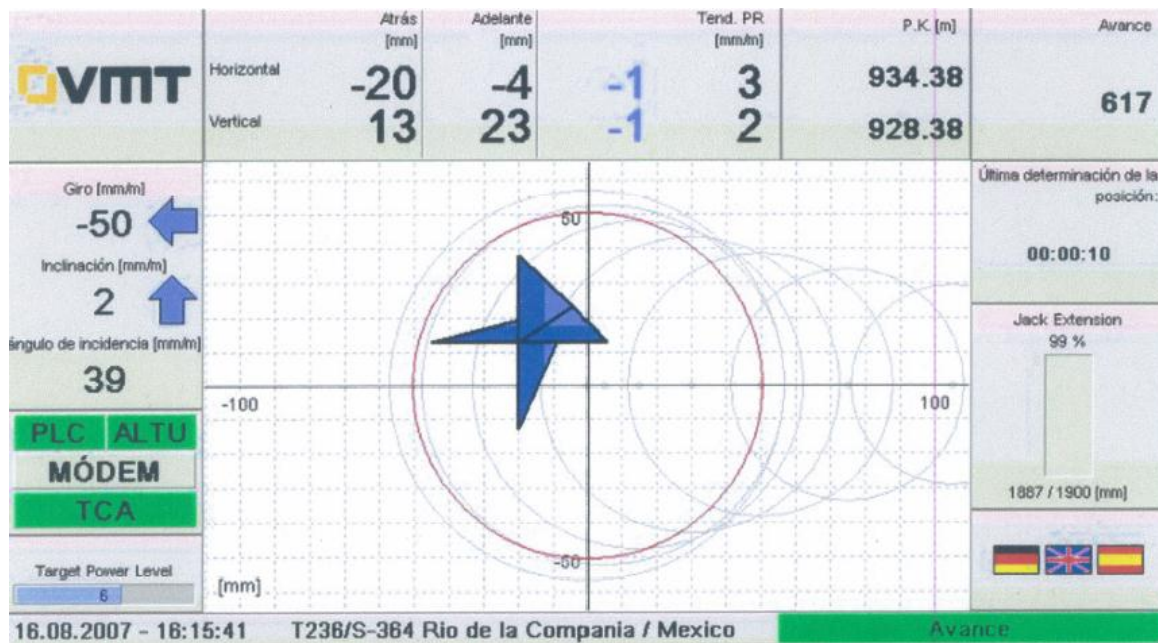 VMT
Atrás
[mm]
Adelante
[mm]
Tend. PR
[mm/m]
P.K. [m]
Avance
Horizontal
-20
-4
-1
3
934.38
Vertical
13
23
-1
2
928.38
617
Giro [mm/m]
-50
Inclinación [mm/m]
2
ángulo de incidencia [mm/m]
39
PLC
ALTU
MÓDEM
TCA
Target Power Level
6
50
-100
100
-50
[mm]
Última determinación de la
posición:
00:00:10
Jack Extension
99 %
1887 / 1900 [mm]
16.08.2007 - 16:15:41
T236/S-364 Rio de la Compania / Mexico
Avance